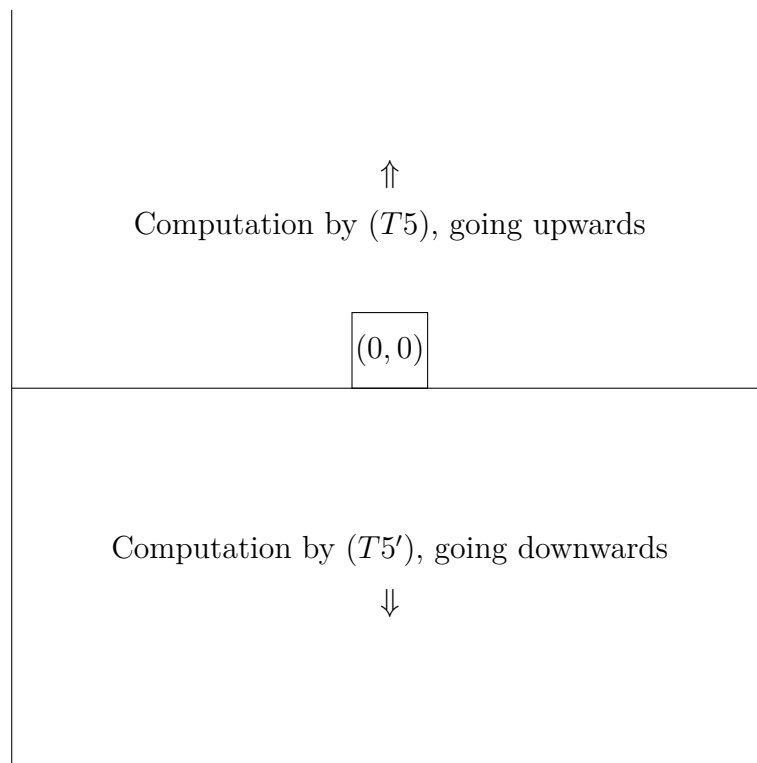 ⇑
Computation by (T5), going upwards
(0, 0)
Computation by (T5′), going downwards
⇓